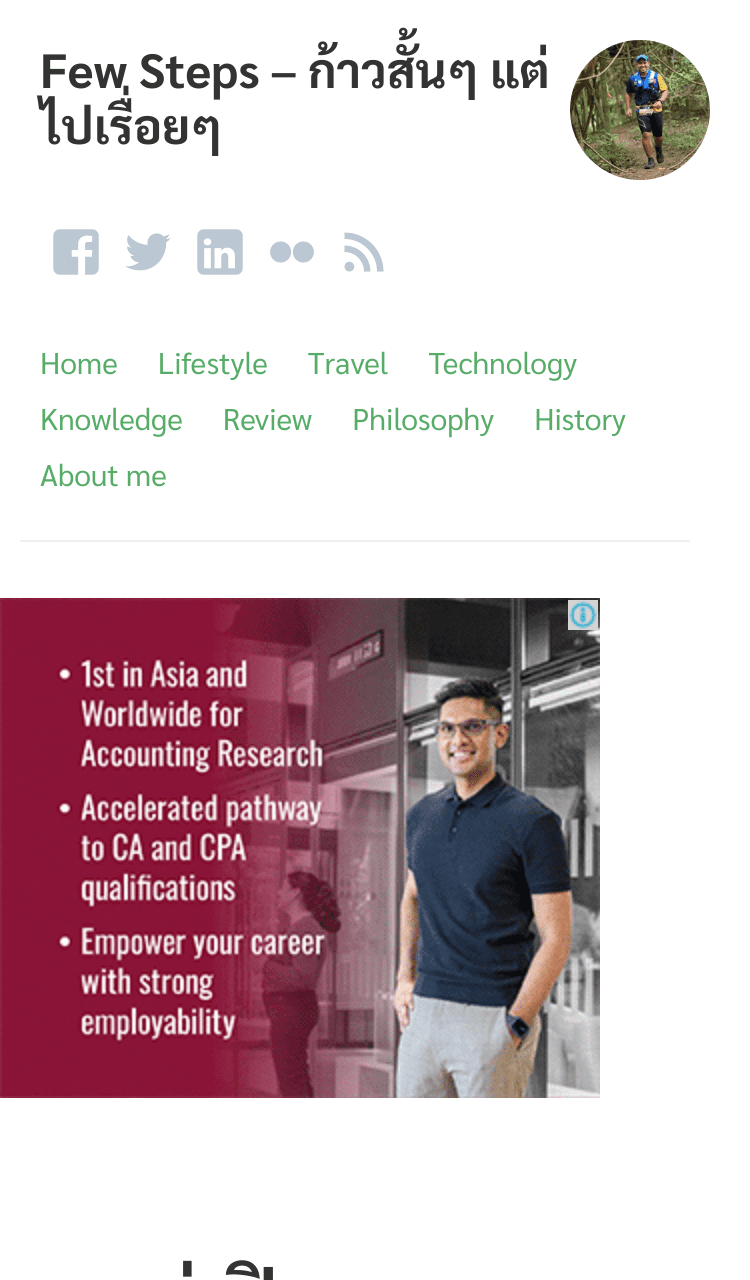 Few Steps – ก้าวสั้นๆ แต่
ไปเรื่อยๆ
Home Lifestyle Travel Technology
Knowledge Review Philosophy History
About me
• 1st in Asia and
Worldwide for
Accounting Research
• Accelerated pathway
to CA and CPA
qualifications
• Empower your career
with strong
employability